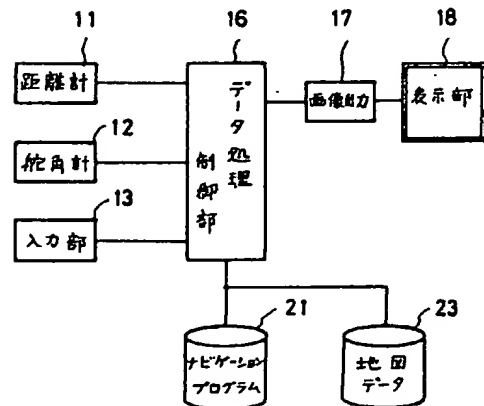 11
距離計
12
舵角計
13
入力部
16
データ処理
制御部
17
画像出力
18
表示部
21
ナビゲーション
プログラム
23
地図
データ